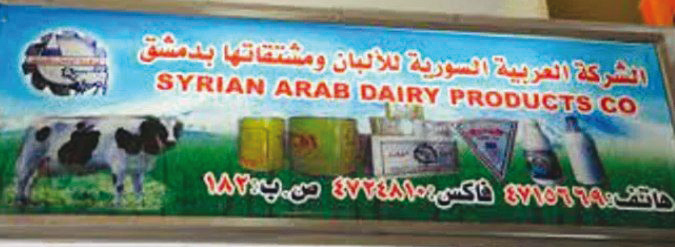 الشركة العربية السورية للألبان ومشتقاتها بدمشق
SYRIAN ARAB DAIRY PRODUCTS CO
هاتف: ٤٧١٥٦٦٩ فاكس: ٤٧٢٤٨١٠ ص.ب: ١٨٢